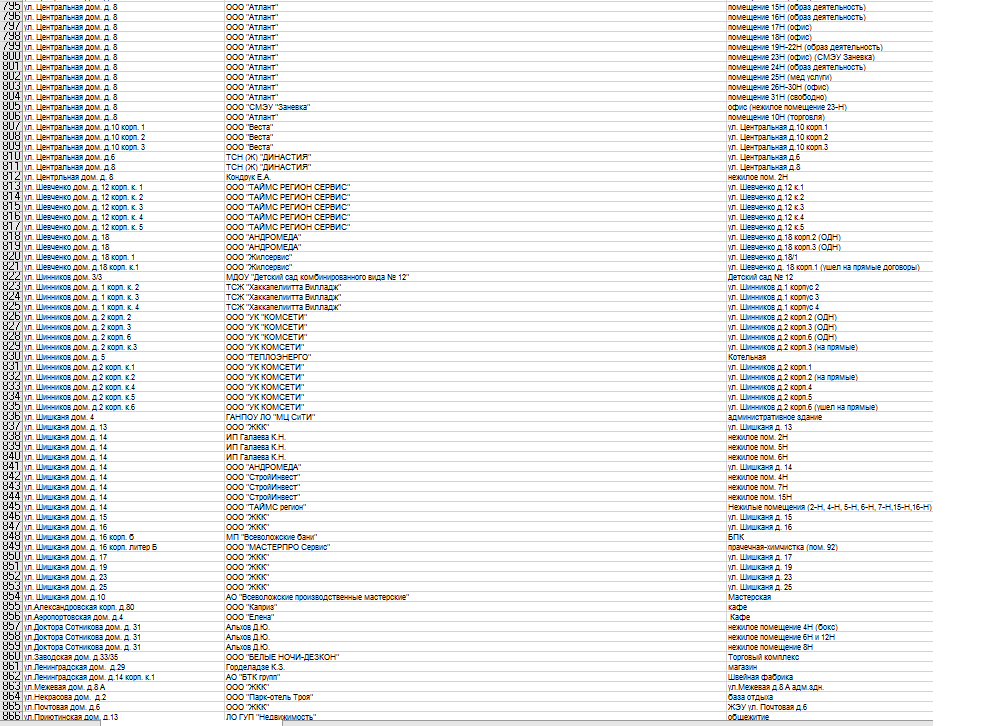 795 ул. Центральная дом. д. 8 ООО "Атлант" помещение 15Н (образ деятельность)
796 ул. Центральная дом. д. 8 ООО "Атлант" помещение 16Н (образ деятельность)
797 ул. Центральная дом. д. 8 ООО "Атлант" помещение 17Н (офис)
798 ул. Центральная дом. д. 8 ООО "Атлант" помещение 18Н (офис)
799 ул. Центральная дом. д. 8 ООО "Атлант" помещение 19Н-22Н (образ деятельность)
800 ул. Центральная дом. д. 8 ООО "Атлант" помещение 23Н (офис) (СМЭУ Заневка)
801 ул. Центральная дом. д. 8 ООО "Атлант" помещение 24Н (образ деятельность)
802 ул. Центральная дом. д. 8 ООО "Атлант" помещение 25Н (мед услуги)
803 ул. Центральная дом. д. 8 ООО "Атлант" помещение 26Н-30Н (офис)
804 ул. Центральная дом. д. 8 ООО "Атлант" помещение 31Н (свободно)
805 ул. Центральная дом. д. 8 ООО "СМЭУ "Заневка" офис (нежилое помещение 23-Н)
806 ул. Центральная дом. д..8 ООО "Атлант" помещение 10Н (торговля)
807 ул. Центральная дом. д.10 корп. 1 ООО "Веста" ул. Центральная д.10 корп.1
808 ул. Центральная дом. д.10 корп. 2 ООО "Веста" ул. Центральная д.10 корп.2
809 ул. Центральная дом. д.10 корп. 3 ООО "Веста" ул. Центральная д.10 корп.3
810 ул. Центральная дом. д.6 ТСН (Ж) "ДИНАСТИЯ" ул. Центральная д.6
811 ул. Центральная дом. д.8 ТСН (Ж) "ДИНАСТИЯ" ул. Центральная д.8
812 ул. Центрльная дом. д. 8 Кондрук Е.А. нежилое пом. 2Н
813 ул. Шевченко дом. д. 12 корп. к. 1 ООО "ТАЙМС РЕГИОН СЕРВИС" ул. Шевченко д.12 к.1
814 ул. Шевченко дом. д. 12 корп. к. 2 ООО "ТАЙМС РЕГИОН СЕРВИС" ул. Шевченко д.12 к.2
815 ул. Шевченко дом. д. 12 корп. к. 3 ООО "ТАЙМС РЕГИОН СЕРВИС" ул. Шевченко д.12 к.3
816 ул. Шевченко дом. д. 12 корп. к. 4 ООО "ТАЙМС РЕГИОН СЕРВИС" ул. Шевченко д.12 к.4
817 ул. Шевченко дом. д. 12 корп. к. 5 ООО "ТАЙМС РЕГИОН СЕРВИС" ул. Шевченко д.12 к.5
818 ул. Шевченко дом. д. 18 ООО "АНДРОМЕДА" ул. Шевченко д.18 корп.2 (ОДН)
819 ул. Шевченко дом. д. 18 ООО "АНДРОМЕДА" ул. Шевченко д.18 корп.3 (ОДН)
820 ул. Шевченко дом. д. 18 корп. 1 ООО "Жилсервис" ул. Шевченко, д.18/1
821 ул. Шевченко дом. д.18 корп. к.1 ООО "Жилсервис" ул. Шевченко д. 18 корп.1 (ушел на прямые договоры)
822 ул. Шинников дом. 3/3 МДОУ "Детский сад комбинированного вида № 12" Детский сад № 12
823 ул. Шинников дом. д. 1 корп. к. 2 ТСЖ "Хаккапелиитта Вилладж" ул. Шинников д.1 корпус 2
824 ул. Шинников дом. д. 1 корп. к. 3 ТСЖ "Хаккапелиитта Вилладж" ул. Шинников д.1 корпус 3
825 ул. Шинников дом. д. 1 корп. к. 4 ТСЖ "Хаккапелиитта Вилладж" ул. Шинников д.1 корпус 4
826 ул. Шинников дом. д. 2 корп. 2 ООО "УК "КОМСЕТИ" ул. Шинников д.2 корп.2 (ОДН)
827 ул. Шинников дом. д. 2 корп. 3 ООО "УК "КОМСЕТИ" ул. Шинников д.2 корп.3 (ОДН)
828 ул. Шинников дом. д. 2 корп. 6 ООО "УК "КОМСЕТИ" ул. Шинников д.2 корп.6 (ОДН)
829 ул. Шинников дом. д. 2 корп. к.3 ООО "УК КОМСЕТИ" ул. Шинников д.2 корп.3 (на прямые)
830 ул. Шинников дом. д. 5 ООО "ТЕПЛОЭНЕРГО" Котельная
831 ул. Шинников дом. д.2 корп. к.1 ООО "УК КОМСЕТИ" ул. Шинников д.2 корп.1
832 ул. Шинников дом. д.2 корп. к.2 ООО "УК КОМСЕТИ" ул. Шинников д.2 корп.2 (на прямые)
833 ул. Шинников дом. д.2 корп. к.4 ООО "УК КОМСЕТИ" ул. Шинников д.2 корп.4
834 ул. Шинников дом. д.2 корп. к.5 ООО "УК КОМСЕТИ" ул. Шинников д.2 корп.5
835 ул. Шинников дом. д.2 корп. к.6 ООО "УК КОМСЕТИ" ул. Шинников д.2 корп.6 (ушел на прямые)
836 ул. Шишканя дом. 4 ГАНПОУ ЛО "МЦ СиТИ" административное здание
837 ул. Шишканя дом. д. 13 ООО "ЖКК" ул. Шишканя д. 13
838 ул. Шишканя дом. д. 14 ИП Галаева К.Н. нежилое пом. 2Н
839 ул. Шишканя дом. д. 14 ИП Галаева К.Н. нежилое пом. 5Н
840 ул. Шишканя дом. д. 14 ИП Галаева К.Н. нежилое пом. 6Н
841 ул. Шишканя дом. д. 14 ООО "АНДРОМЕДА" ул. Шишканя д. 14
842 ул. Шишканя дом. д. 14 ООО "СтройИнвест" нежилое пом. 4Н
843 ул. Шишканя дом. д. 14 ООО "СтройИнвест" нежилое пом. 7Н
844 ул. Шишканя дом. д. 14 ООО "СтройИнвест" нежилое пом. 15Н
845 ул. Шишканя дом. д. 14 ООО "ТАЙМС регион" Нежилые помещения (2-Н, 4-Н, 5-Н, 6-Н, 7-Н,15-Н,16-Н)
846 ул. Шишканя дом. д. 15 ООО "ЖКК" ул. Шишканя д. 15
847 ул. Шишканя дом. д. 16 ООО "ЖКК" ул. Шишканя д. 16
848 ул. Шишканя дом. д. 16 корп. б МП "Всеволожские бани" БПК
849 ул. Шишканя дом. д. 16 корп. литер Б ООО "МАСТЕРПРО Сервис" прачечная-химчистка (пом. 92)
850 ул. Шишканя дом. д. 17 ООО "ЖКК" ул. Шишканя д. 17
851 ул. Шишканя дом. д. 19 ООО "ЖКК" ул. Шишканя д. 19
852 ул. Шишканя дом. д. 23 ООО "ЖКК" ул. Шишканя д. 23
853 ул. Шишканя дом. д. 25 ООО "ЖКК" ул. Шишканя д. 25
854 ул. Шишканя дом. д.10 АО "Всеволожские производственные мастерские" Мастерская
855 ул.Александровская корп. д.80 ООО "Каприз" кафе
856 ул.Аэропортовская дом. д.4 ООО "Елена" Кафе
857 ул.Доктора Сотникова дом. д. 31 Альхов Д.Ю. нежилое помещение 4Н (бокс)
858 ул.Доктора Сотникова дом. д. 31 Альхов Д.Ю. нежилое помещение 6Н и 12Н
859 ул.Доктора Сотникова дом. д. 31 Альхов Д.Ю. нежилое помещение 8Н
860 ул.Заводская дом. д.33/35 ООО "БЕЛЫЕ НОЧИ-ДЕЗКОН" Торговый комплекс
861 ул.Ленинградская дом. д.29 Горделадзе К.З. магазин
862 ул.Ленинградская дом. д.14 корп. к.1 АО "БТК групп" Швейная фабрика
863 ул.Межевая дом. д.8 А ООО "ЖКК" ул.Межевая д.8 А адм.здн.
864 ул.Некрасова дом. д.2 ООО "Парк-отель Троя" база отдыха
865 ул.Почтовая дом. д.6 ООО "ЖКК" ЖЭУ ул. Почтовая д.6
866 ул.Приютинская дом. д.13 ЛО ГУП "Недвижимость" общежитие